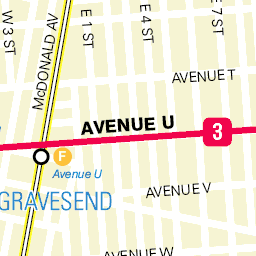 W 3 ST
McDONALD AV
E 1 ST
E 4 ST
E 7 ST
AVENUE T
AVENUE U
3
F
Avenue U
AVENUE V
GRAVESEND
AVENUE W